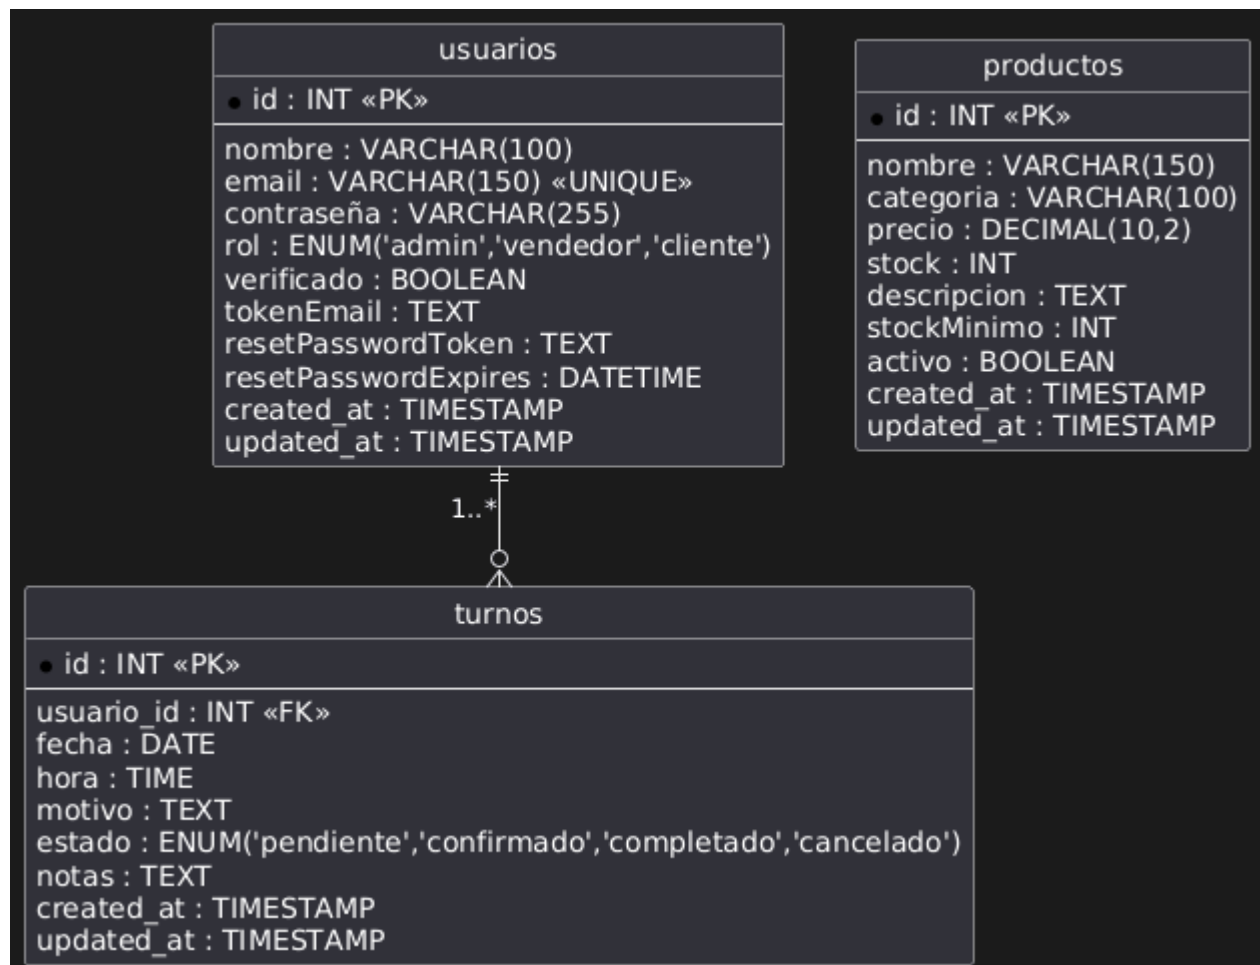 usuarios
id : INT «PK»
nombre : VARCHAR(100)
email : VARCHAR(150) «UNIQUE»
contraseña : VARCHAR(255)
rol : ENUM('admin','vendedor','cliente')
verificado : BOOLEAN
tokenEmail : TEXT
resetPasswordToken : TEXT
resetPasswordExpires : DATETIME
created_at : TIMESTAMP
updated_at : TIMESTAMP
productos
id : INT «PK»
nombre : VARCHAR(150)
categoria : VARCHAR(100)
precio : DECIMAL(10,2)
stock : INT
descripcion : TEXT
stockMinimo : INT
activo : BOOLEAN
created_at : TIMESTAMP
updated_at : TIMESTAMP
1..*
turnos
id : INT «PK»
usuario_id : INT «FK»
fecha : DATE
hora : TIME
motivo : TEXT
estado : ENUM('pendiente','confirmado','completado','cancelado')
notas : TEXT
created_at : TIMESTAMP
updated_at : TIMESTAMP